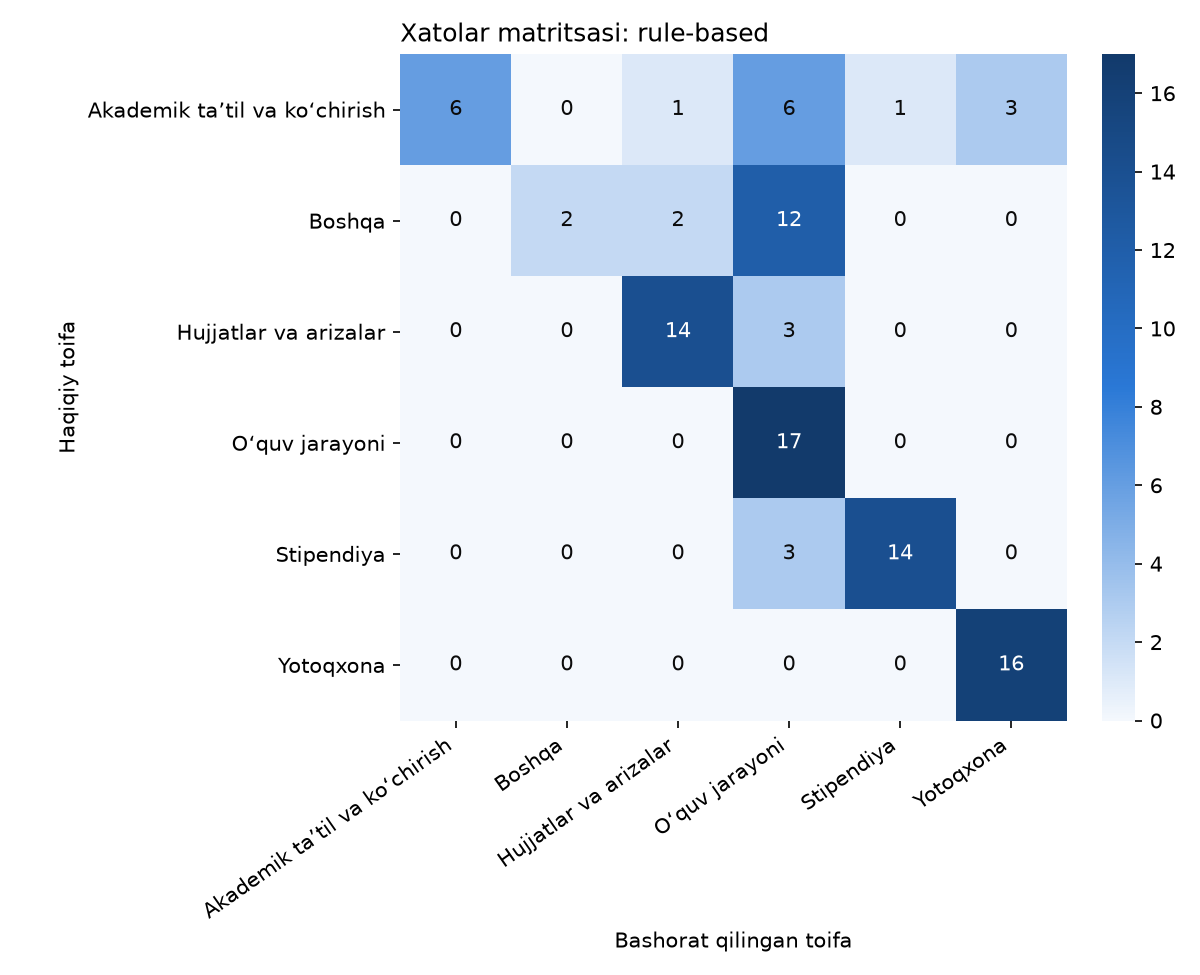 Xatolar matritsasi: rule-based
Akademik ta’til va ko‘chirish 6 0 1 6 1 3
Boshqa 0 2 2 12 0 0
Hujjatlar va arizalar 0 0 14 3 0 0
O‘quv jarayoni 0 0 0 17 0 0
Stipendiya 0 0 0 3 14 0
Yotoqxona 0 0 0 0 0 16
Haqiqiy toifa
Akademik ta’til va ko‘chirish
Boshqa
Hujjatlar va arizalar
O‘quv jarayoni
Stipendiya
Yotoqxona
Bashorat qilingan toifa
16
14
12
10
8
6
4
2
0